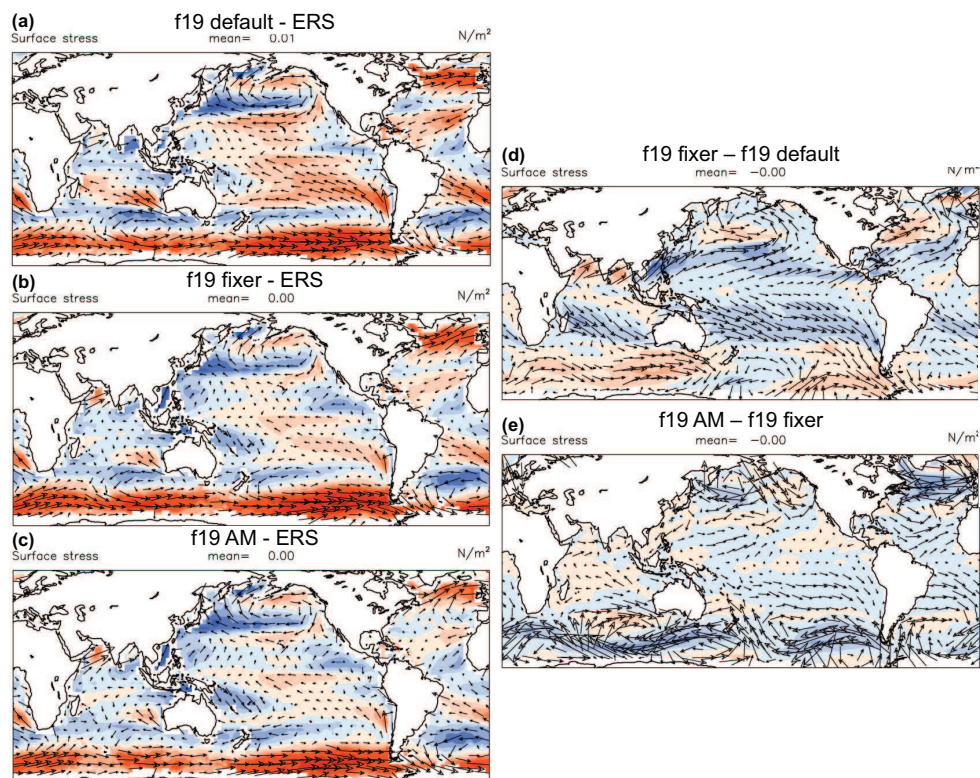 (a) f19 default - ERS
Surface stress mean= 0.01 N/m²
(b) f19 fixer - ERS
Surface stress mean= 0.00 N/m²
(c) f19 AM - ERS
Surface stress mean= 0.00 N/m²
(d) f19 fixer – f19 default
Surface stress mean= −0.00 N/m²
(e) f19 AM – f19 fixer
Surface stress mean= −0.00 N/m²